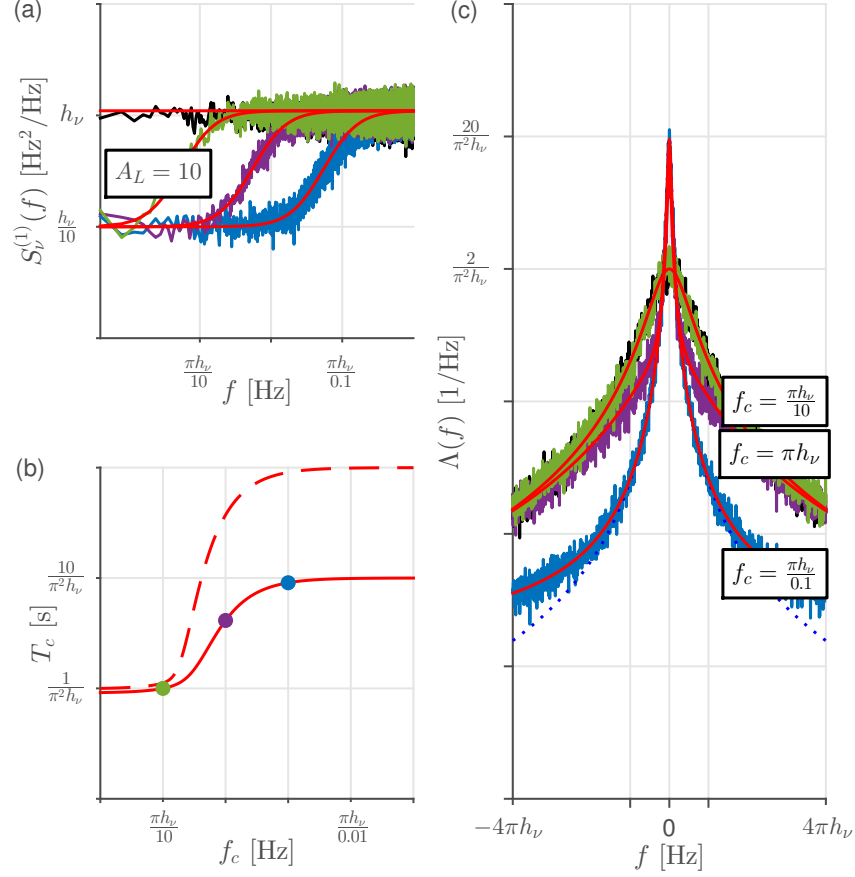 (a)
S_ν^{(1)}(f) [Hz²/Hz]
h_ν
h_ν/10
A_L = 10
πh_ν/10
πh_ν/0.1
f [Hz]
(b)
T_c [s]
10/π²h_ν
1/π²h_ν
πh_ν/10
πh_ν/0.01
f_c [Hz]
(c)
Λ(f) [1/Hz]
20/π²h_ν
2/π²h_ν
f_c = πh_ν/10
f_c = πh_ν
f_c = πh_ν/0.1
−4πh_ν
0
4πh_ν
f [Hz]